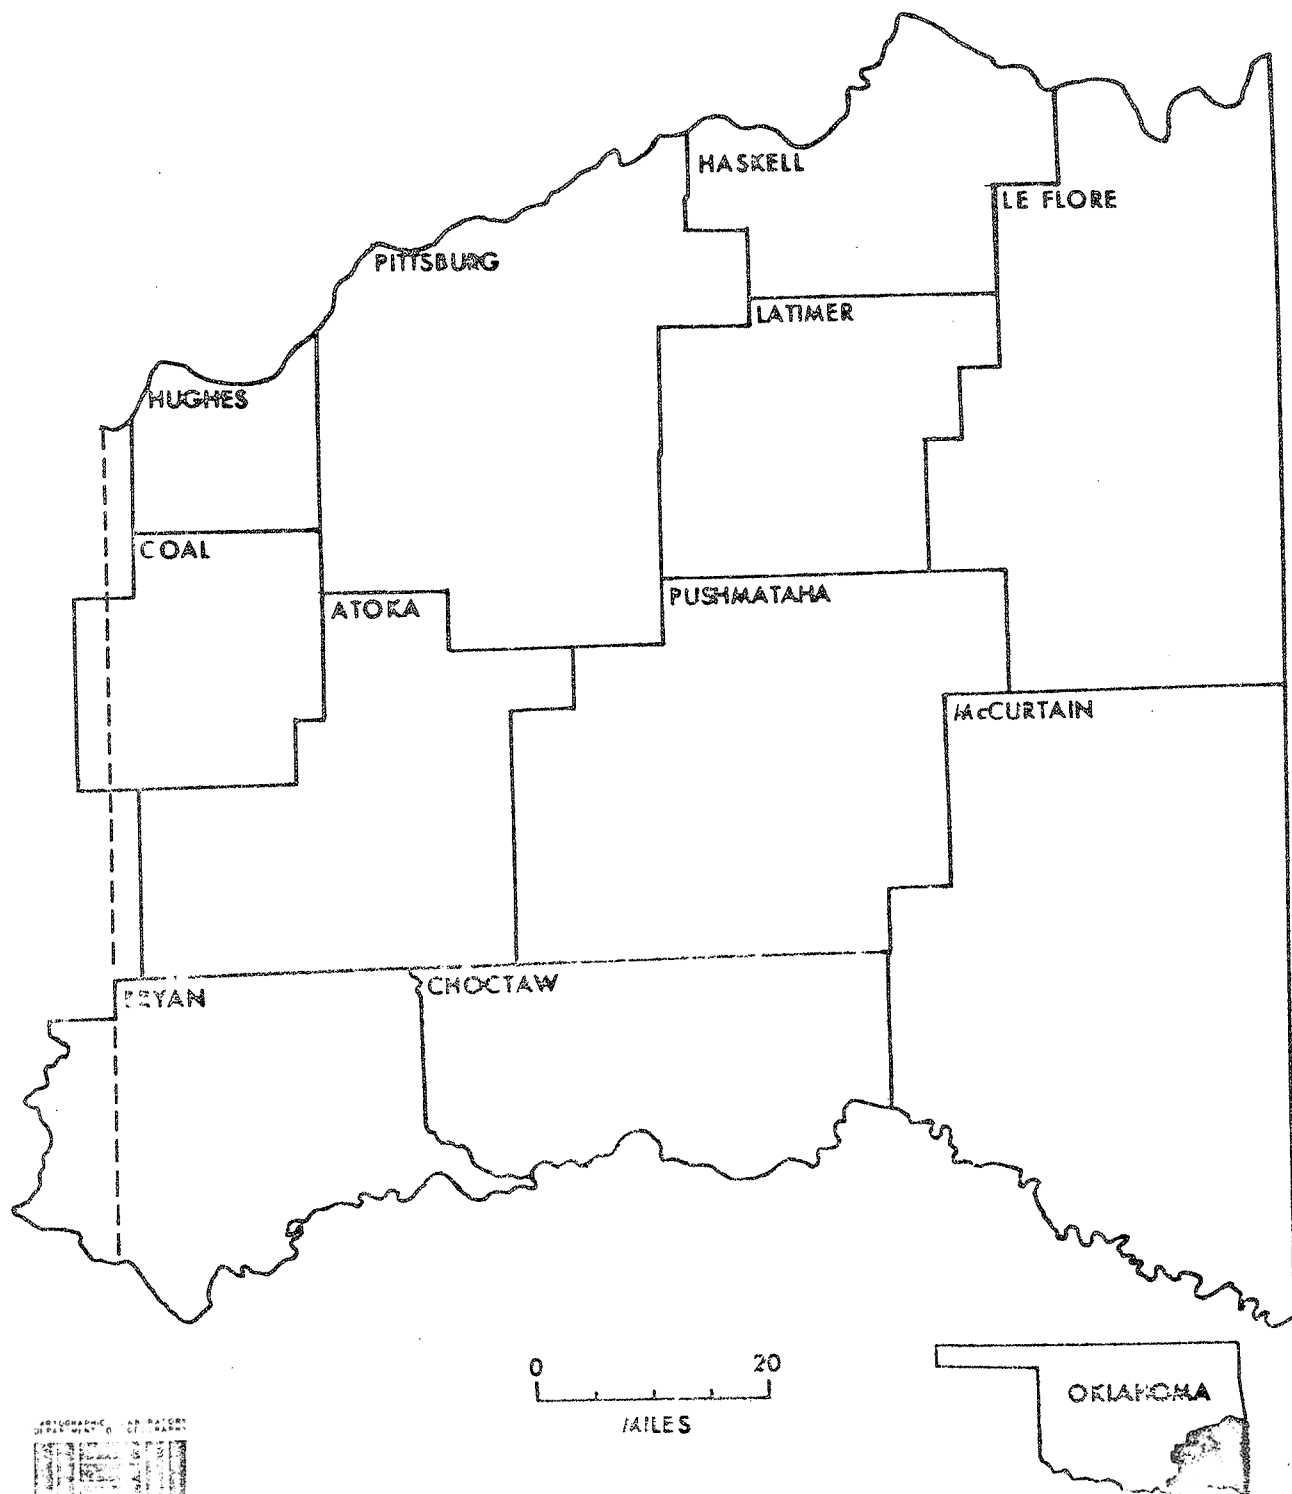 HASKELL
LE FLORE
PITTSBURG
LATIMER
HUGHES
COAL
ATOKA
PUSHMATAHA
McCURTAIN
CHOCTAW
0 20
MILES
OKLAHOMA